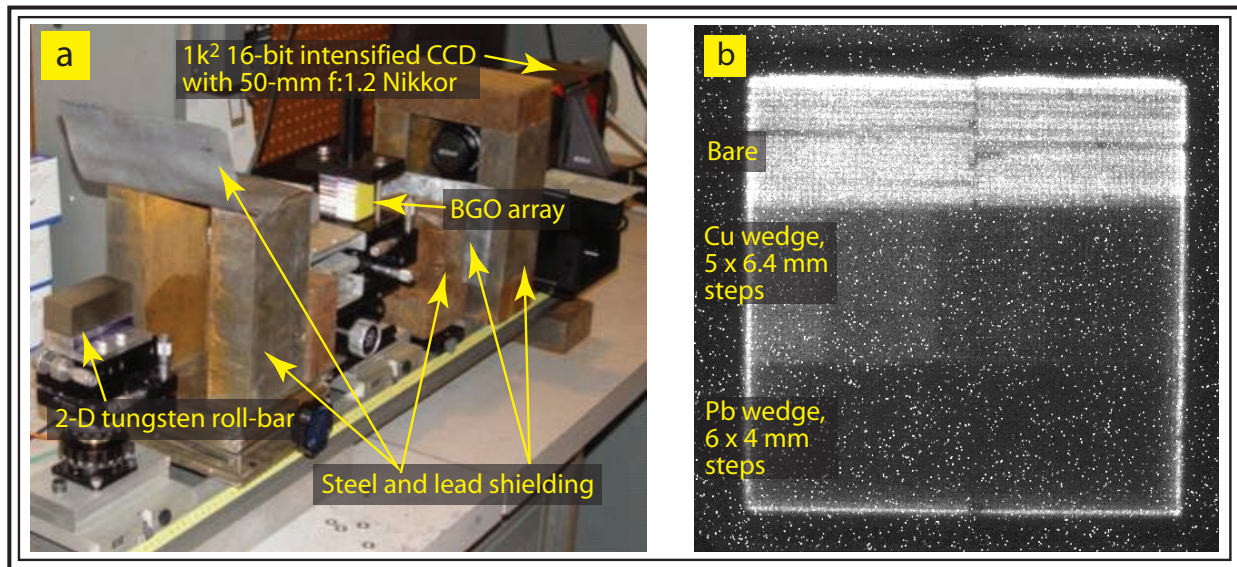 a
1k² 16-bit intensified CCD
with 50-mm f:1.2 Nikkor
BGO array
2-D tungsten roll-bar
Steel and lead shielding
b
Bare
Cu wedge,
5 x 6.4 mm
steps
Pb wedge,
6 x 4 mm
steps